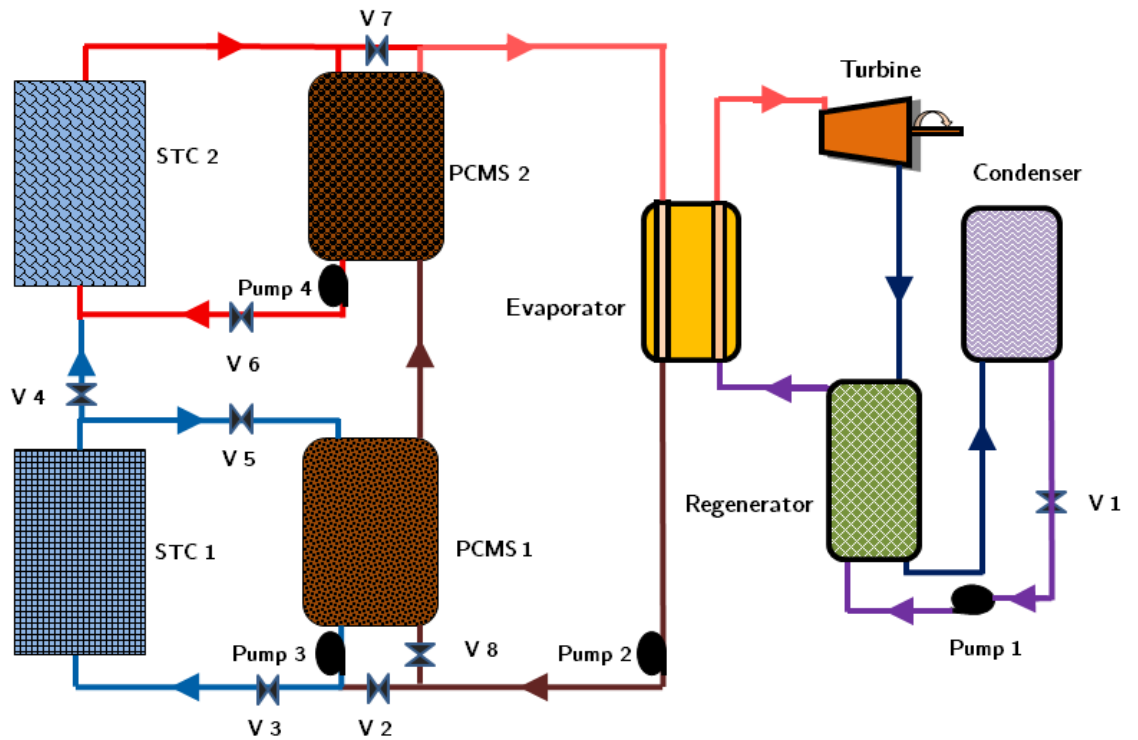 V 7
Turbine
STC 2
PCMS 2
Condenser
Pump 4
Evaporator
V 6
V 4
V 5
Regenerator
V 1
STC 1
PCMS 1
Pump 3
V 8
Pump 2
Pump 1
V 3
V 2